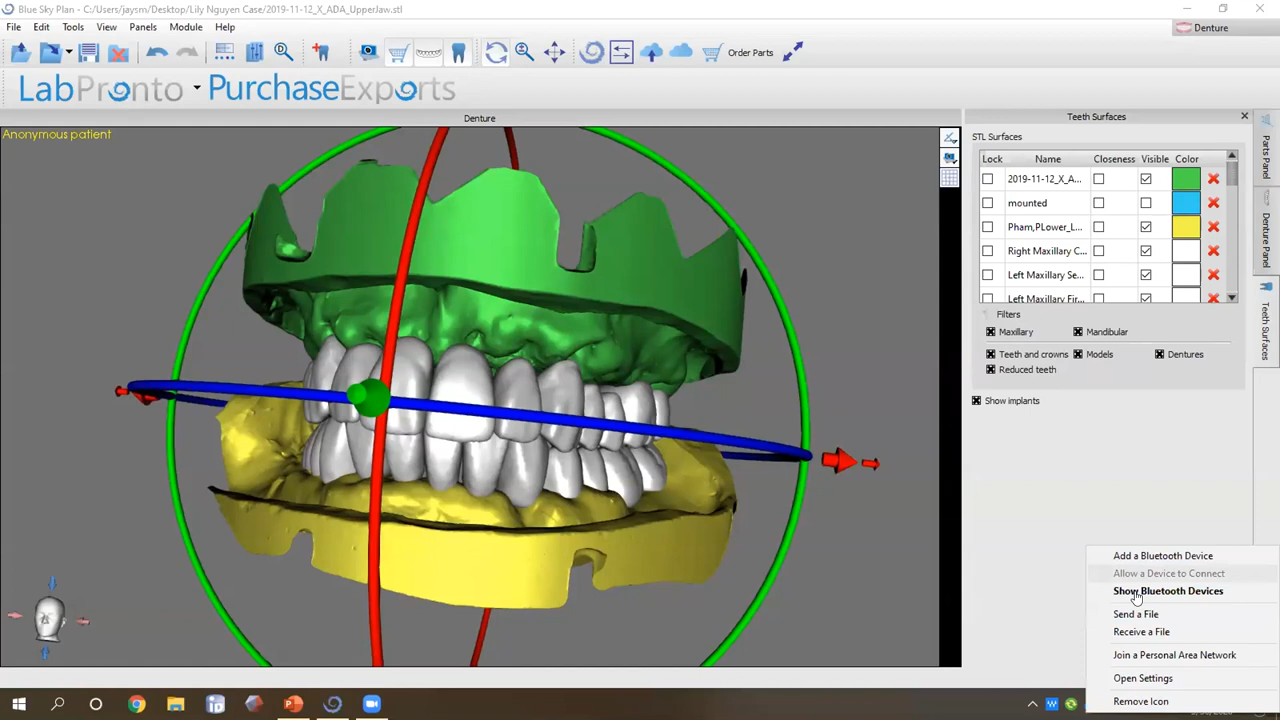 Blue Sky Plan - C:/Users/jaysm/Desktop/Lily Nguyen Case/2019-11-12_X_ADA_UpperJaw.stl
File Edit Tools View Panels Module Help
Denture
Order Parts
LabPronto PurchaseExports
Denture
Anonymous patient
Teeth Surfaces
STL Surfaces
Lock Name Closeness Visible Color
2019-11-12_X_A...
mounted
Pham,PLower_L...
Right Maxillary C...
Left Maxillary Se...
Left Maxillary Fir...
Filters
Maxillary Mandibular
Teeth and crowns Models Dentures
Reduced teeth
Show implants
Parts Panel
Denture Panel
Teeth Surfaces
Add a Bluetooth Device
Allow a Device to Connect
Show Bluetooth Devices
Send a File
Receive a File
Join a Personal Area Network
Open Settings
Remove Icon